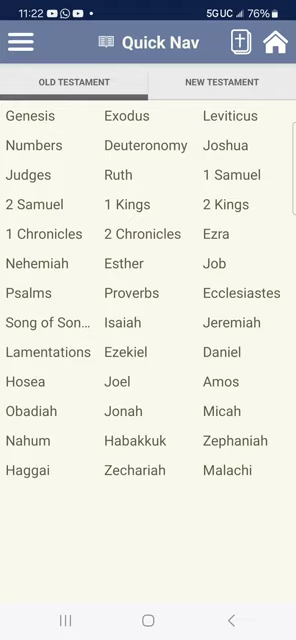 11:22 5G UC 76%
Quick Nav
OLD TESTAMENT NEW TESTAMENT
Genesis Exodus Leviticus
Numbers Deuteronomy Joshua
Judges Ruth 1 Samuel
2 Samuel 1 Kings 2 Kings
1 Chronicles 2 Chronicles Ezra
Nehemiah Esther Job
Psalms Proverbs Ecclesiastes
Song of Son... Isaiah Jeremiah
Lamentations Ezekiel Daniel
Hosea Joel Amos
Obadiah Jonah Micah
Nahum Habakkuk Zephaniah
Haggai Zechariah Malachi